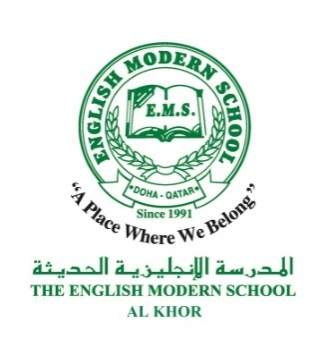 ENGLISH MODERN SCHOOL
E.M.S.
DOHA - QATAR
Since 1991
"A Place Where We Belong"
المدرسة الإنجليزية الحديثة
THE ENGLISH MODERN SCHOOL
AL KHOR